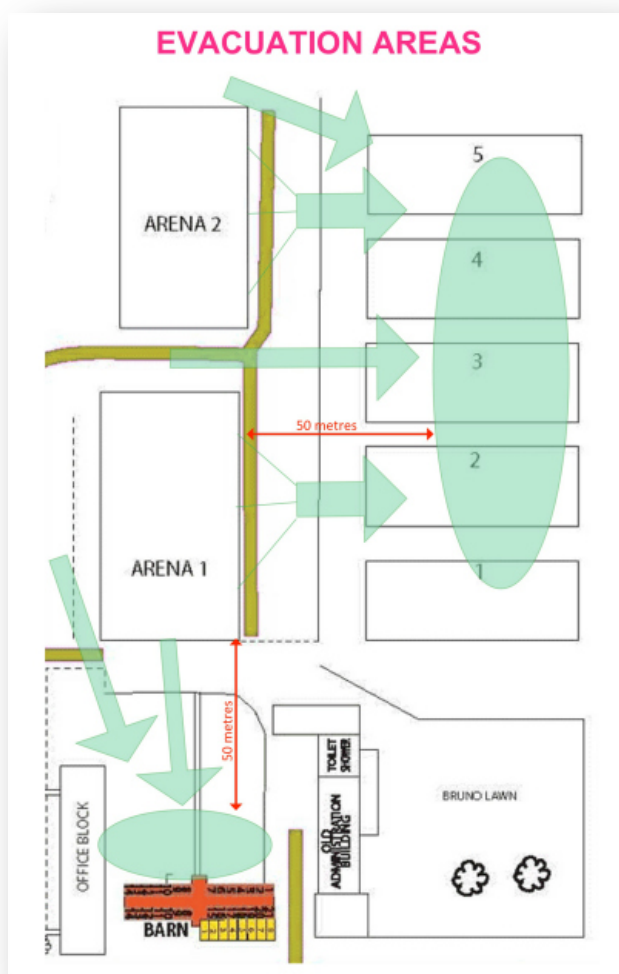 EVACUATION AREAS
5
ARENA 2
4
3
50 metres
2
ARENA 1
1
50 metres
TOILET
SHOWER
BRUNO LAWN
OLD
ADMINISTRATION
BUILDING
OFFICE BLOCK
BARN